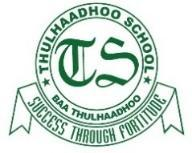 THULHAADHOO SCHOOL
TS
BAA THULHAADHOO
SUCCESS THROUGH FORTITUDE